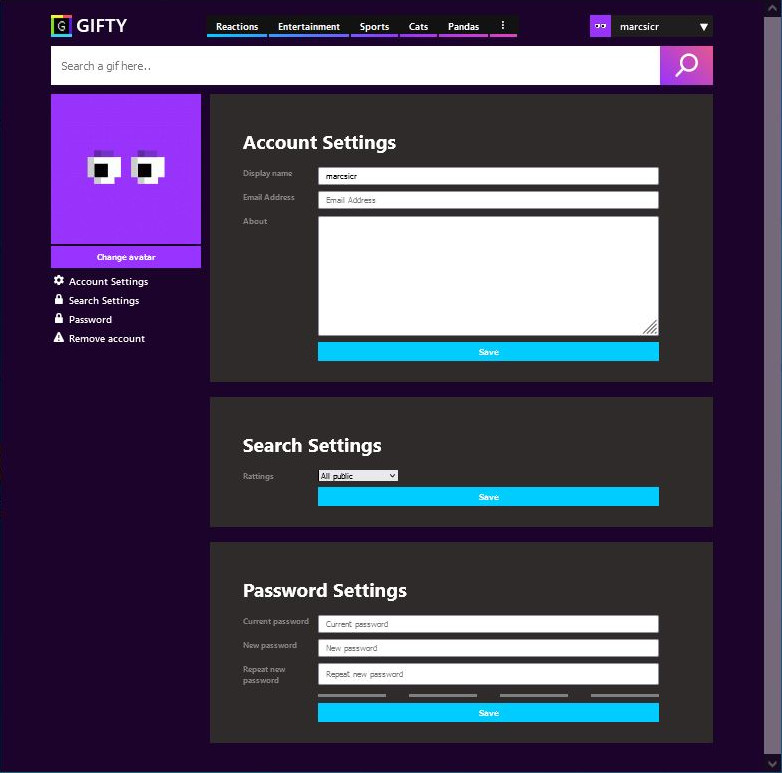 G GIFTY
Reactions Entertainment Sports Cats Pandas
marcsicr
Search a gif here..
Change avatar
Account Settings
Search Settings
Password
Remove account
Account Settings
Display name marcsicr
Email Address Email Address
About
Save
Search Settings
Rattings All public
Save
Password Settings
Current password Current password
New password New password
Repeat new Repeat new password
password
Save